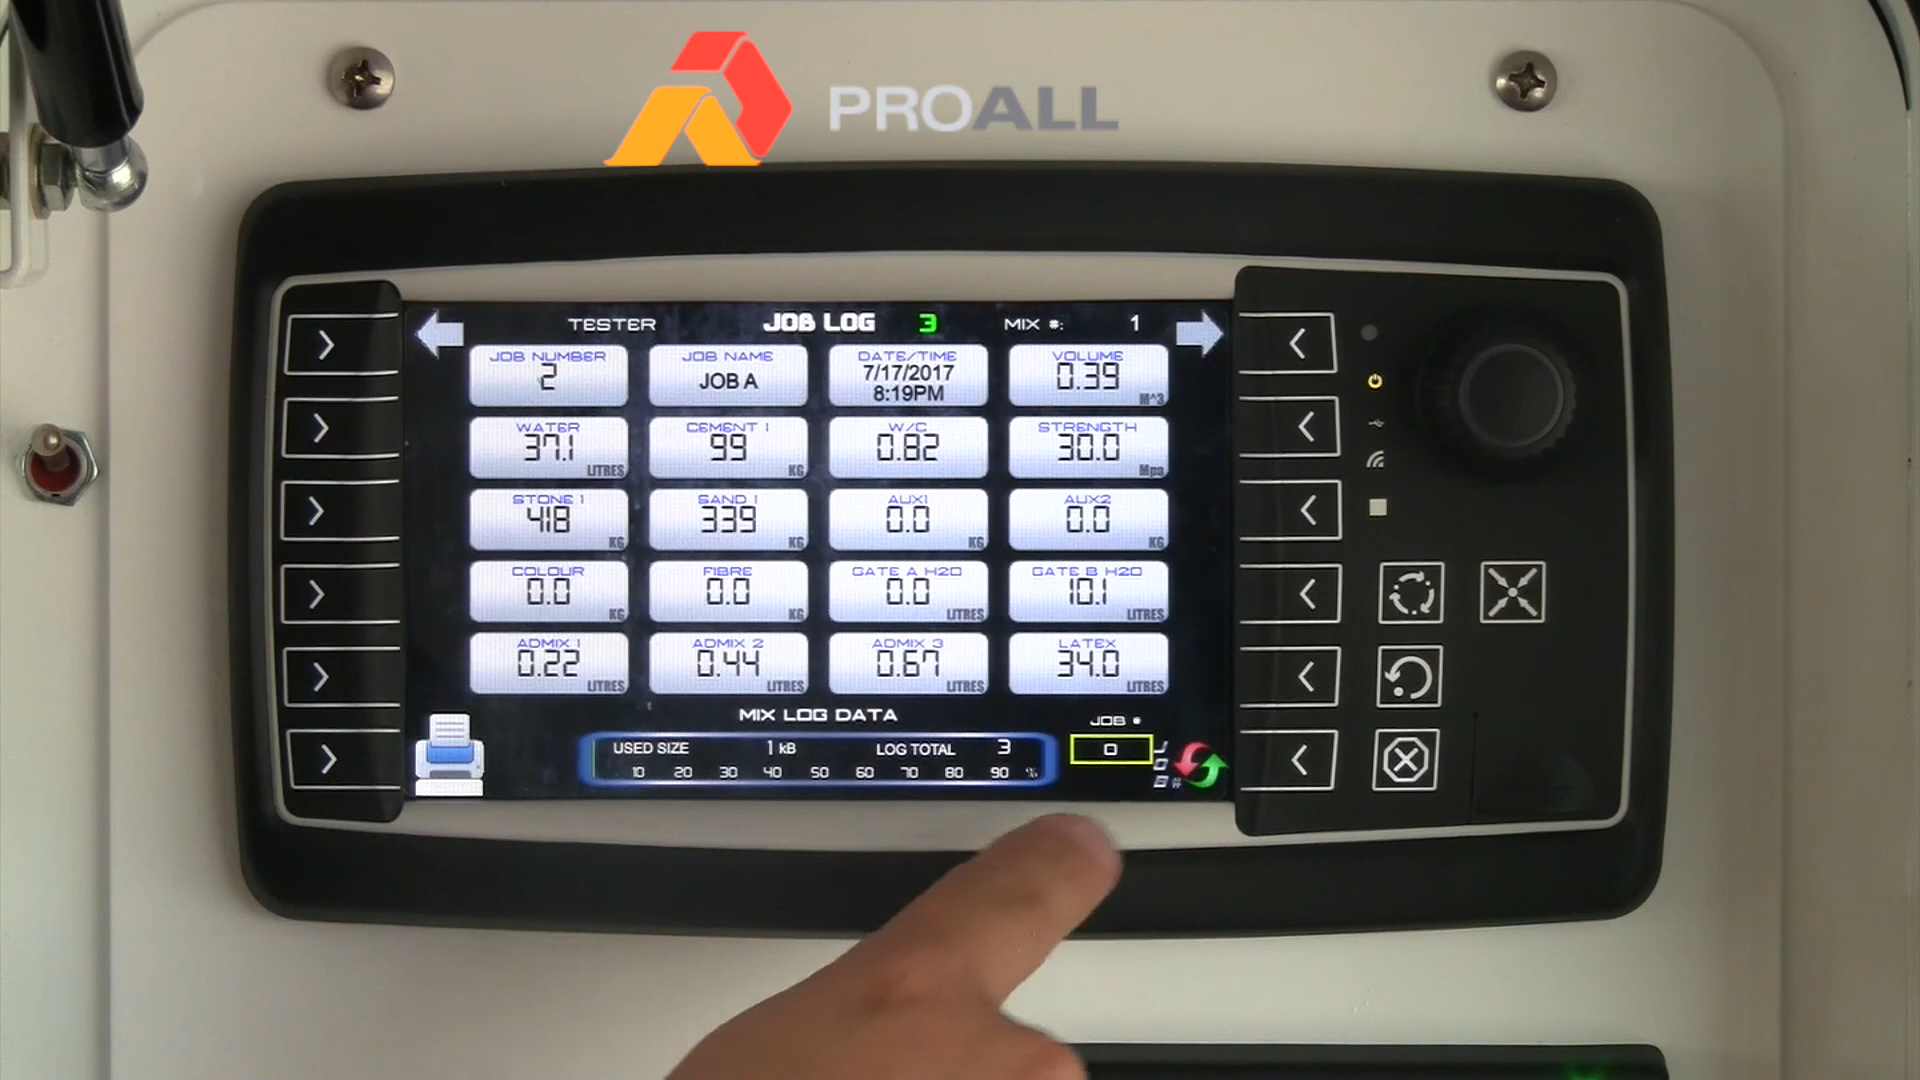 PROALL
TESTER JOB LOG 3 MIX #: 1
JOB NUMBER JOB NAME DATE/TIME VOLUME
2 JOB A 7/17/2017 0.39
8:19PM M^3
WATER CEMENT 1 W/C STRENGTH
37.1 99 0.82 30.0
LITRES KG Mpa
STONE 1 SAND 1 AUX1 AUX2
418 339 0.0 0.0
KG KG KG KG
COLOUR FIBRE GATE A H2O GATE B H2O
0.0 0.0 0.0 10.1
KG KG LITRES LITRES
ADMIX 1 ADMIX 2 ADMIX 3 LATEX
0.22 0.44 0.67 34.0
LITRES LITRES LITRES LITRES
MIX LOG DATA JOB •
USED SIZE 1 kB LOG TOTAL 3 0
10 20 30 40 50 60 70 80 90 %
JOB #